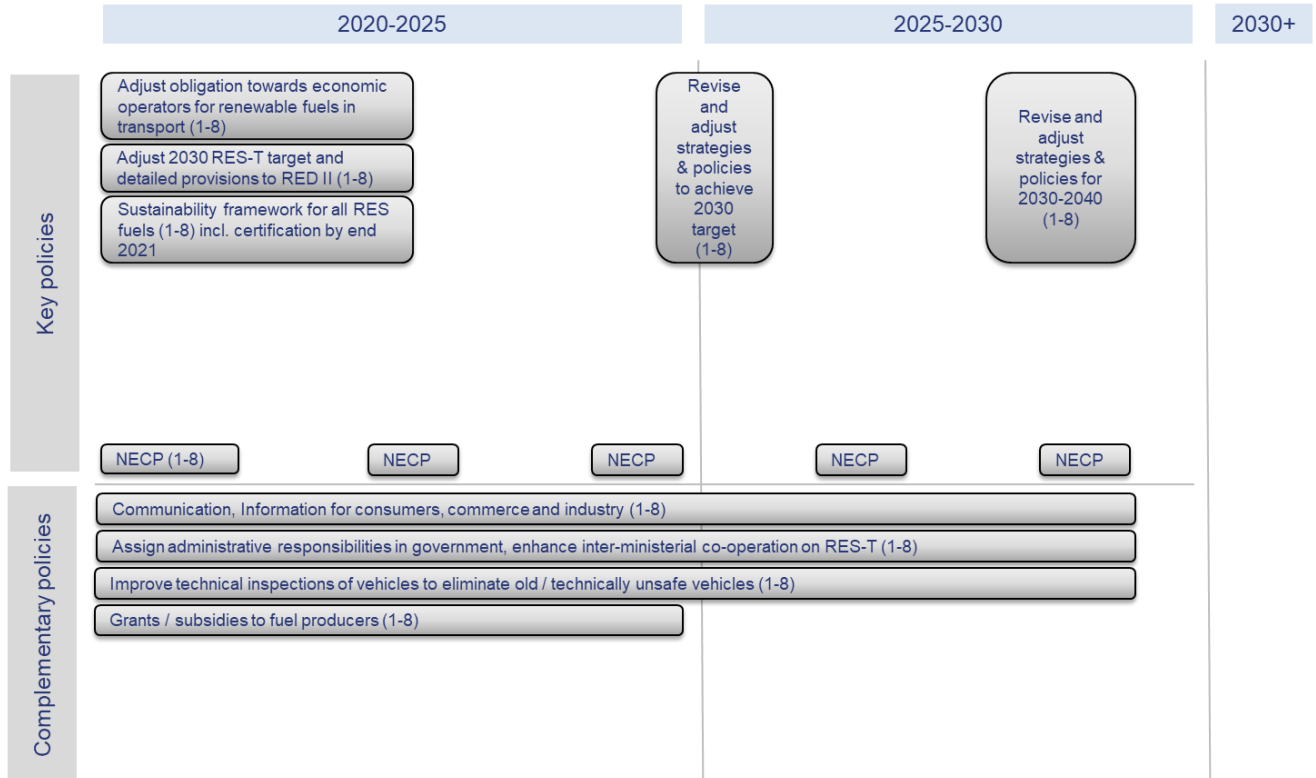 2020-2025
2025-2030
2030+
Key policies
Adjust obligation towards economic
operators for renewable fuels in
transport (1-8)
Adjust 2030 RES-T target and
detailed provisions to RED II (1-8)
Sustainability framework for all RES
fuels (1-8) incl. certification by end
2021
Revise
and
adjust
strategies
& policies
to achieve
2030
target
(1-8)
Revise and
adjust
strategies &
policies for
2030-2040
(1-8)
NECP (1-8)
NECP
NECP
NECP
NECP
Complementary policies
Communication, Information for consumers, commerce and industry (1-8)
Assign administrative responsibilities in government, enhance inter-ministerial co-operation on RES-T (1-8)
Improve technical inspections of vehicles to eliminate old / technically unsafe vehicles (1-8)
Grants / subsidies to fuel producers (1-8)